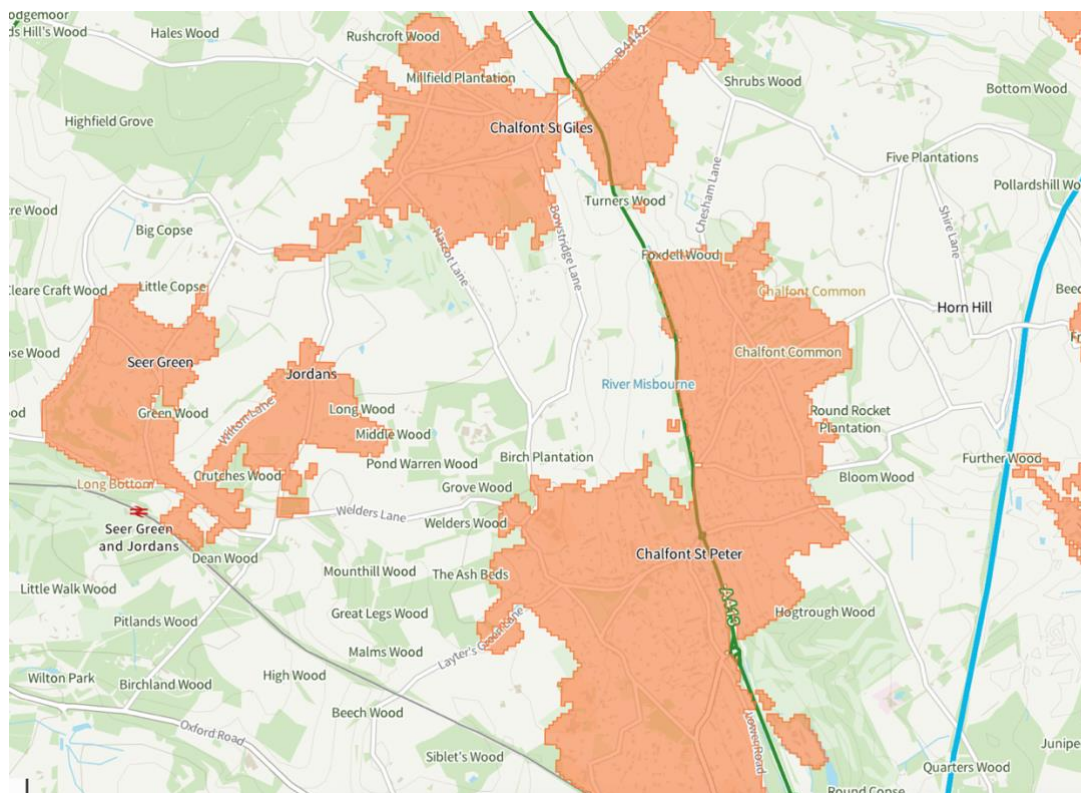 odgemoor
ds Hill's Wood
Hales Wood
Rushcroft Wood
B4442
Millfield Plantation
Shrubs Wood
Bottom Wood
Highfield Grove
Chalfont St Giles
Five Plantations
Pollardshill Wo
Chesham Lane
Shire Lane
cre Wood
Turners Wood
Big Copse
Bowstridge Lane
Narcot Lane
Foxdell Wood
Cleare Craft Wood
Little Copse
Chalfont Common
Beec
Horn Hill
ose Wood
Seer Green
Jordans
Chalfont Common
Fr
River Misbourne
Green Wood
Wilton Lane
Long Wood
Round Rocket
Plantation
ood
Middle Wood
Pond Warren Wood
Birch Plantation
Further Wood
Long Bottom
Crutches Wood
Grove Wood
Bloom Wood
Welders Lane
Welders Wood
Seer Green
and Jordans
Dean Wood
Chalfont St Peter
Mounthill Wood
The Ash Beds
Little Walk Wood
A413
Great Legs Wood
Hogtrough Wood
Pitlands Wood
Layter's Green Lane
Malms Wood
Wilton Park
Birchland Wood
High Wood
Beech Wood
Oxford Road
Lower Road
Siblet's Wood
Juniper
Quarters Wood
Round Copse